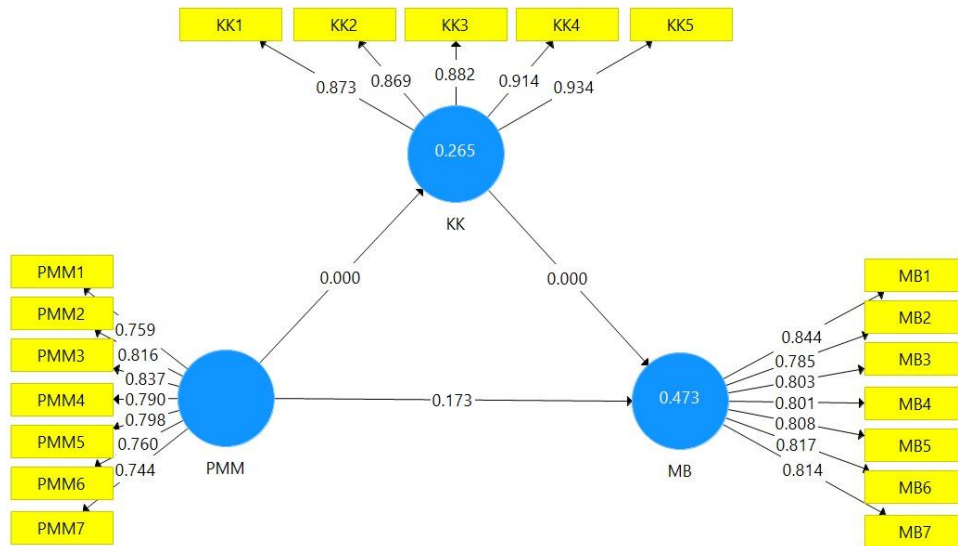 KK1 KK2 KK3 KK4 KK5
0.873 0.869 0.882 0.914 0.934
0.265
KK
0.000 0.000
PMM1
PMM2
PMM3
PMM4
PMM5
PMM6
PMM7
0.759
0.816
0.837
0.790
0.798
0.760
0.744
PMM
0.173
0.473
MB
0.844
0.785
0.803
0.801
0.808
0.817
0.814
MB1
MB2
MB3
MB4
MB5
MB6
MB7